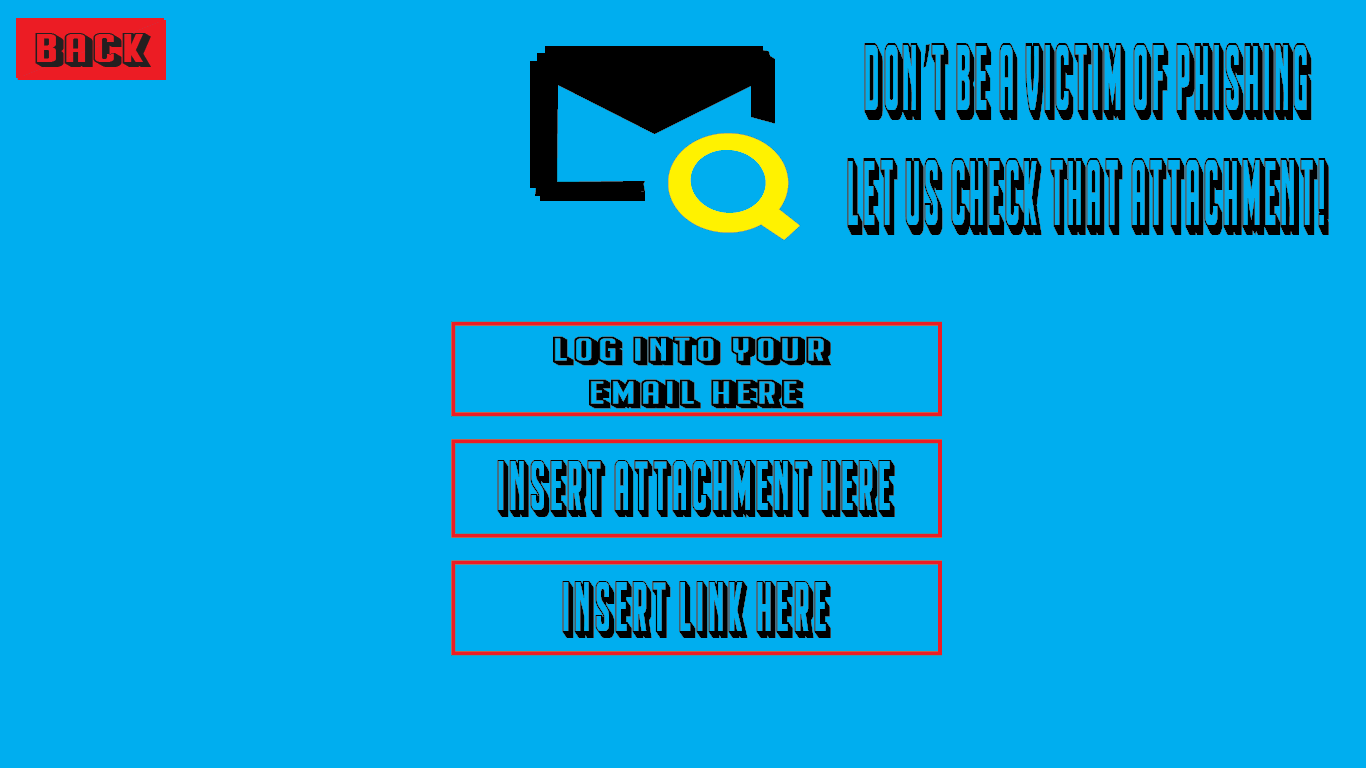 BACK
DON'T BE A VICTIM OF PHISHING
LET US CHECK THAT ATTACHMENT!
LOG INTO YOUR
EMAIL HERE
INSERT ATTACHMENT HERE
INSERT LINK HERE